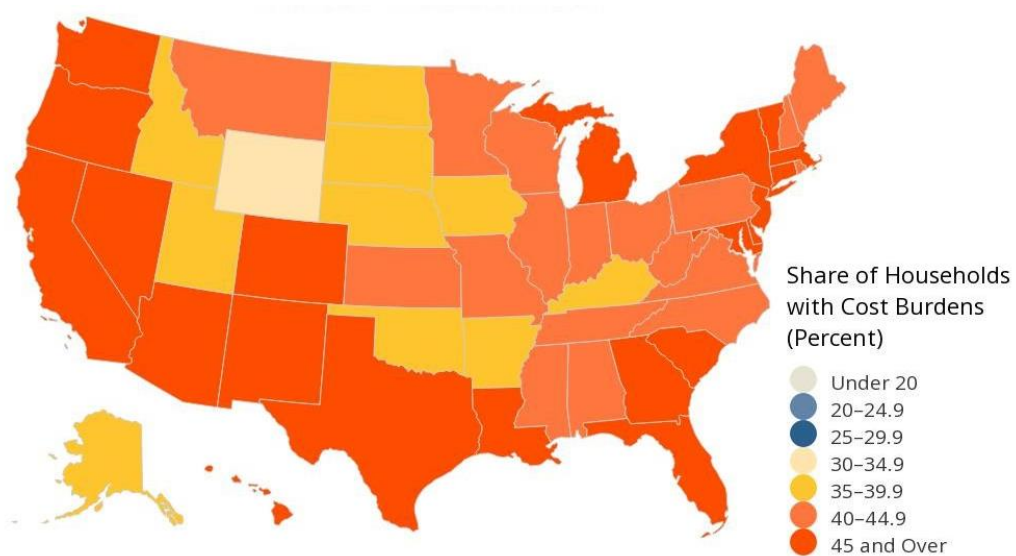 Share of Households
with Cost Burdens
(Percent)
Under 20
20–24.9
25–29.9
30–34.9
35–39.9
40–44.9
45 and Over